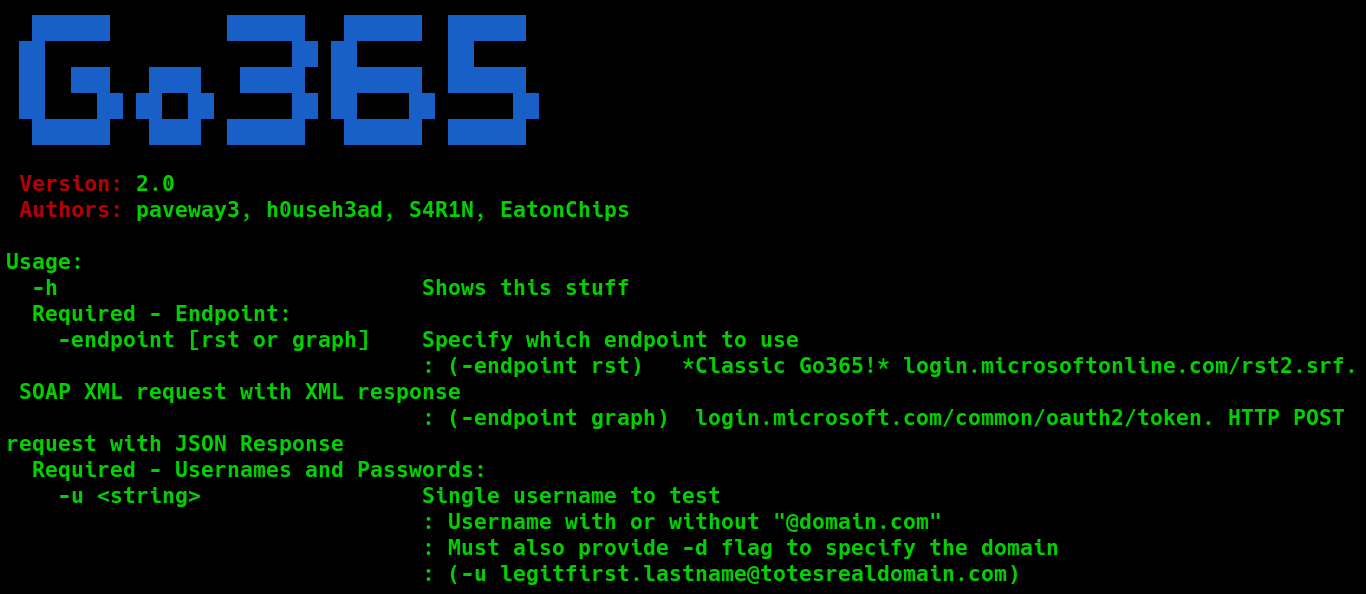 Go365
Version: 2.0
Authors: paveway3, h0useh3ad, S4R1N, EatonChips
Usage:
-h Shows this stuff
Required - Endpoint:
-endpoint [rst or graph] Specify which endpoint to use
: (-endpoint rst) *Classic Go365!* login.microsoftonline.com/rst2.srf.
SOAP XML request with XML response
: (-endpoint graph) login.microsoft.com/common/oauth2/token. HTTP POST
request with JSON Response
Required - Usernames and Passwords:
-u <string> Single username to test
: Username with or without "@domain.com"
: Must also provide -d flag to specify the domain
: (-u legitfirst.lastname@totesrealdomain.com)